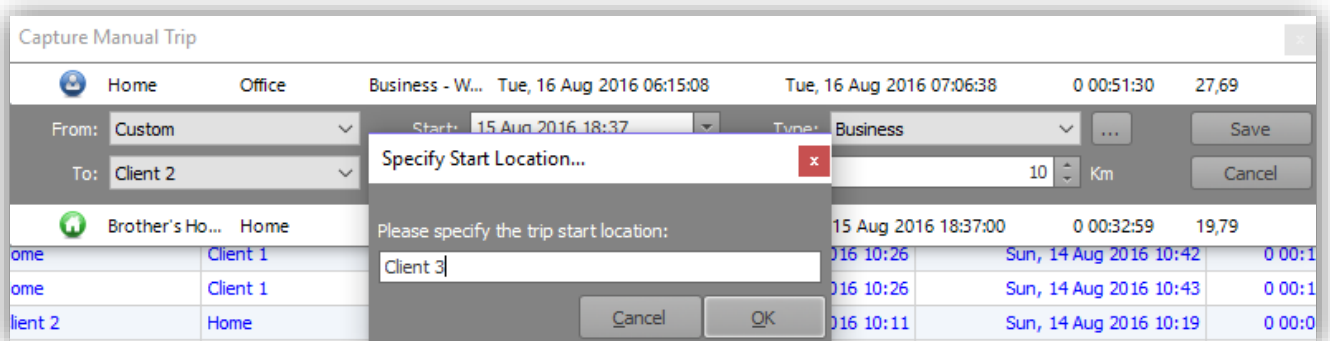 Capture Manual Trip
x
Home Office Business - W... Tue, 16 Aug 2016 06:15:08 Tue, 16 Aug 2016 07:06:38 0 00:51:30 27,69
From: Custom Start: 15 Aug 2016 18:37 Type: Business ... Save
Specify Start Location... x
To: Client 2 10 Km Cancel
Brother's Ho... Home 15 Aug 2016 18:37:00 0 00:32:59 19,79
Please specify the trip start location:
ome Client 1 016 10:26 Sun, 14 Aug 2016 10:42 0 00:1
Client 3
ome Client 1 016 10:26 Sun, 14 Aug 2016 10:43 0 00:1
lient 2 Home 016 10:11 Sun, 14 Aug 2016 10:19 0 00:0
Cancel OK